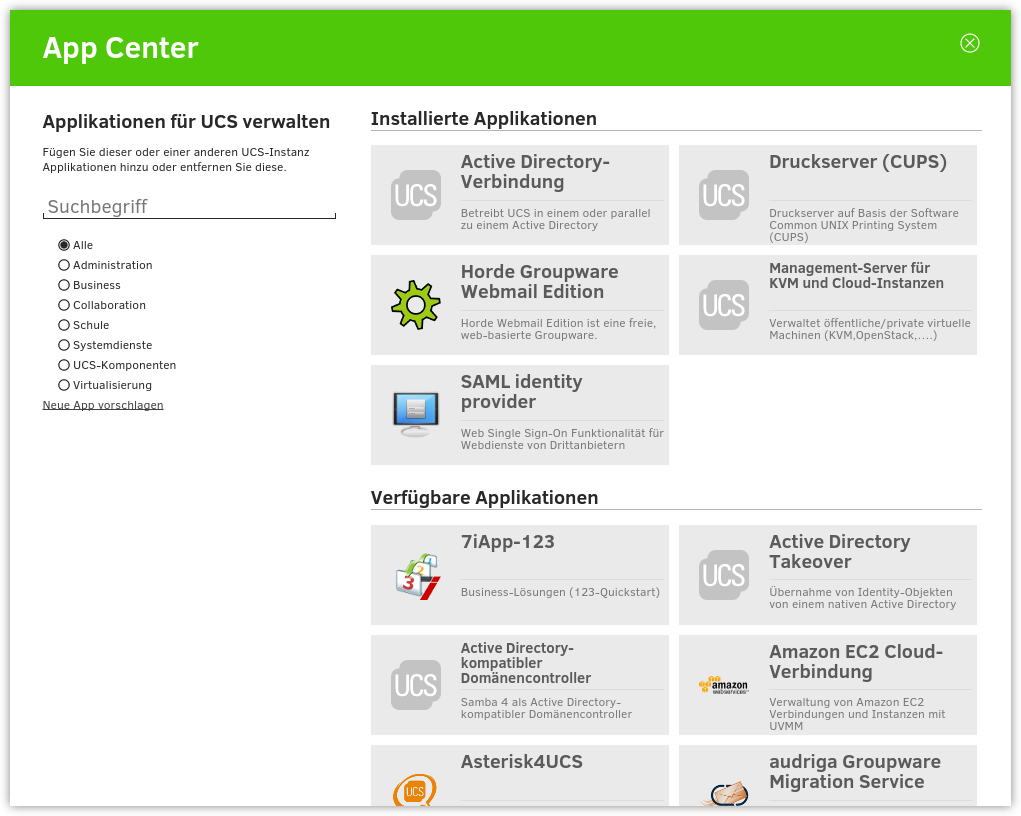 App Center
Applikationen für UCS verwalten
Fügen Sie dieser oder einer anderen UCS-Instanz
Applikationen hinzu oder entfernen Sie diese.
Suchbegriff
Alle
Administration
Business
Collaboration
Schule
Systemdienste
UCS-Komponenten
Virtualisierung
Neue App vorschlagen
Installierte Applikationen
UCS
Active Directory-
Verbindung
Betreibt UCS in einem oder parallel
zu einem Active Directory
UCS
Druckserver (CUPS)
Druckserver auf Basis der Software
Common UNIX Printing System
(CUPS)
Horde Groupware
Webmail Edition
Horde Webmail Edition ist eine freie,
web-basierte Groupware.
UCS
Management-Server für
KVM und Cloud-Instanzen
Verwaltet öffentliche/private virtuelle
Machinen (KVM,OpenStack,....)
SAML identity
provider
Web Single Sign-On Funktionalität für
Webdienste von Drittanbietern
Verfügbare Applikationen
1 2 3 7
7iApp-123
Business-Lösungen (123-Quickstart)
UCS
Active Directory
Takeover
Übernahme von Identity-Objekten
von einem nativen Active Directory
UCS
Active Directory-
kompatibler
Domänencontroller
Samba 4 als Active Directory-
kompatibler Domänencontroller
amazon
webservices
Amazon EC2 Cloud-
Verbindung
Verwaltung von Amazon EC2
Verbindungen und Instanzen mit
UVMM
UCS
Asterisk4UCS
audriga Groupware
Migration Service